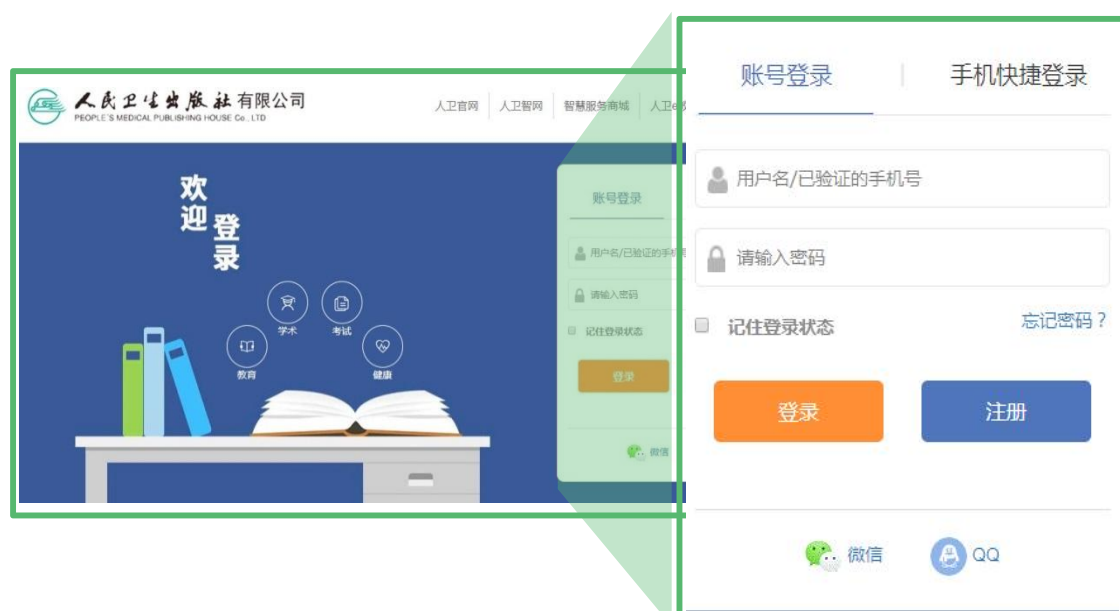 人民卫生出版社有限公司
PEOPLE'S MEDICAL PUBLISHING HOUSE Co., LTD
人卫官网 人卫智网 智慧服务商城
欢迎
登录
学术 考试
教育 健康
账号登录
用户名/已验证的手机
请输入密码
记住登录状态
登录
微信
账号登录 手机快捷登录
用户名/已验证的手机号
请输入密码
记住登录状态 忘记密码？
登录 注册
微信 QQ